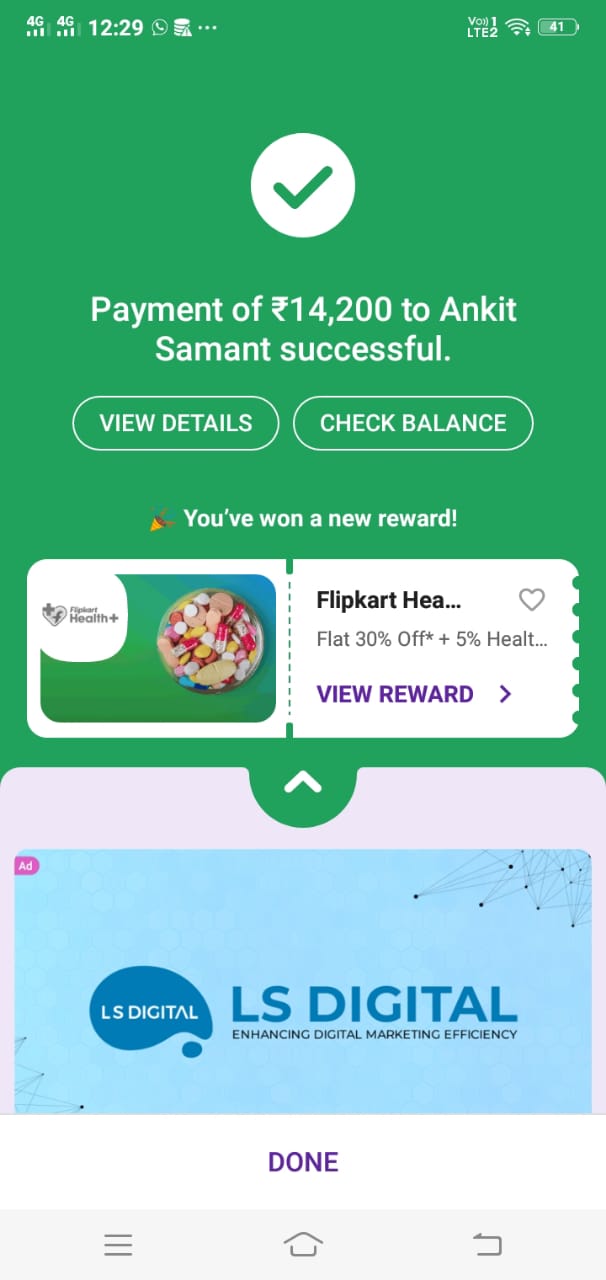 4G 4G 12:29 ... Vo)) 1 LTE2 41
Payment of ₹14,200 to Ankit
Samant successful.
VIEW DETAILS CHECK BALANCE
You’ve won a new reward!
Flipkart
Health+
Flipkart Hea...
Flat 30% Off* + 5% Healt...
VIEW REWARD
Ad
LS DIGITAL
LS DIGITAL
ENHANCING DIGITAL MARKETING EFFICIENCY
DONE